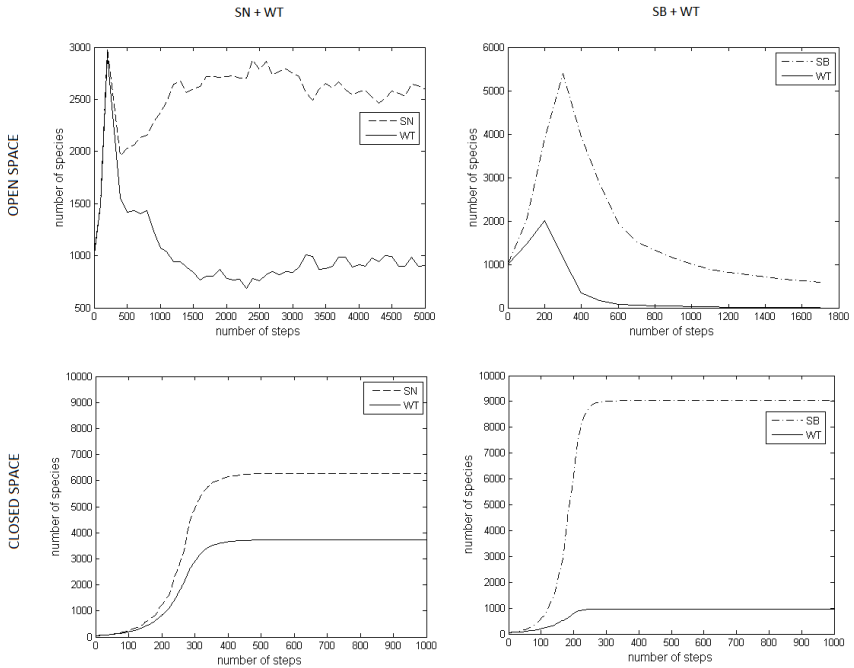 SN + WT
SB + WT
OPEN SPACE
number of species
3000
2500
2000
1500
1000
500
SN
WT
0 500 1000 1500 2000 2500 3000 3500 4000 4500 5000
number of steps
number of species
6000
5000
4000
3000
2000
1000
0
SB
WT
0 200 400 600 800 1000 1200 1400 1600 1800
number of steps
CLOSED SPACE
number of species
10000
9000
8000
7000
6000
5000
4000
3000
2000
1000
0
SN
WT
0 100 200 300 400 500 600 700 800 900 1000
number of steps
number of species
10000
9000
8000
7000
6000
5000
4000
3000
2000
1000
0
SB
WT
0 100 200 300 400 500 600 700 800 900 1000
number of steps